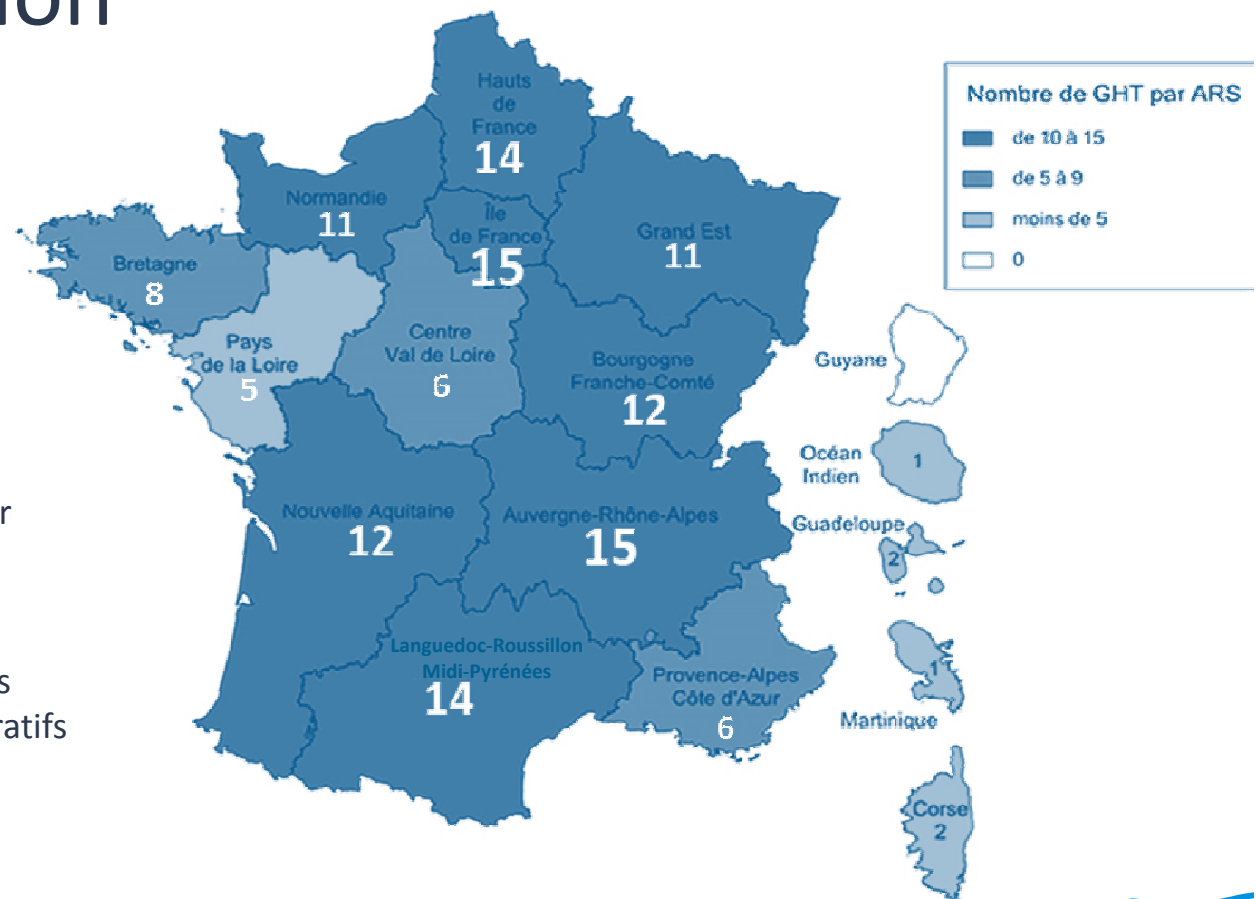 Hauts
de
France
14
Normandie
11
Île
de France
15
Grand Est
11
Bretagne
8
Pays
de la Loire
5
Centre
Val de Loire
6
Bourgogne
Franche-Comté
12
Nouvelle Aquitaine
12
Auvergne-Rhône-Alpes
15
Languedoc-Roussillon
Midi-Pyrénées
14
Provence-Alpes
Côte d'Azur
6
Nombre de GHT par ARS
de 10 à 15
de 5 à 9
moins de 5
0
Guyane
Océan
Indien
1
Guadeloupe
2
1
Martinique
Corse
2